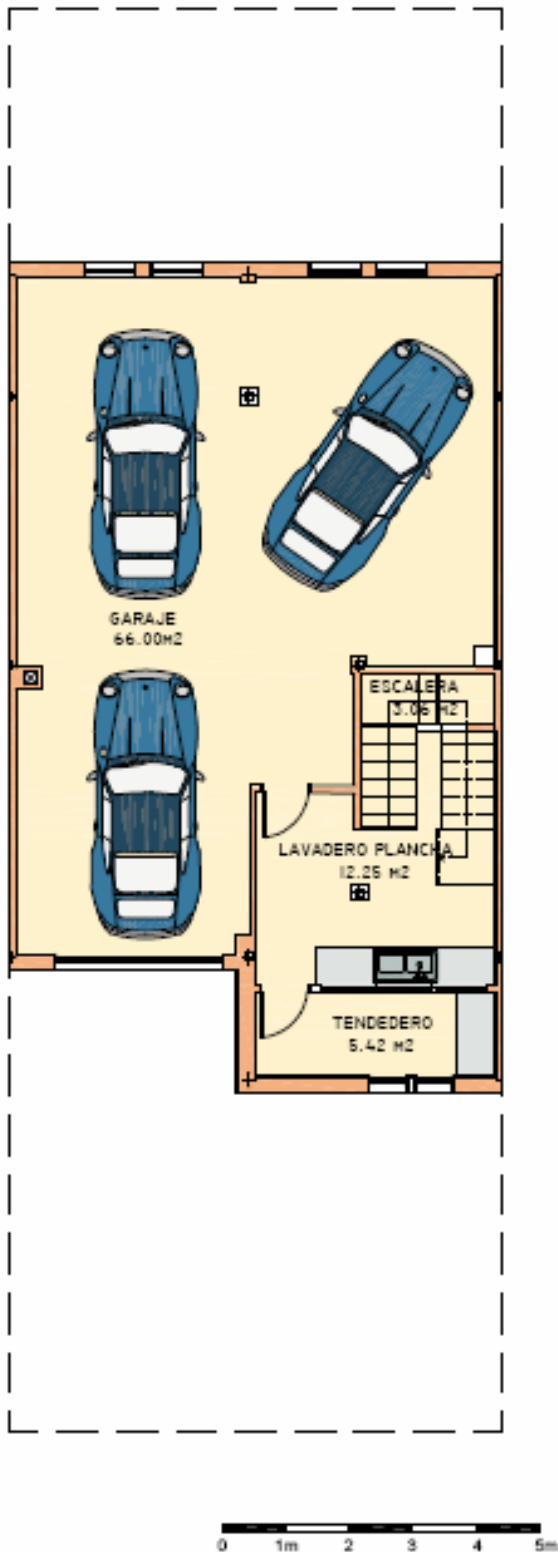 GARAJE
66.00M2
ESCALERA
3.06 M2
LAVADERO PLANCHA
12.25 M2
TENDEDERO
5.42 M2
0 1m 2 3 4 5m